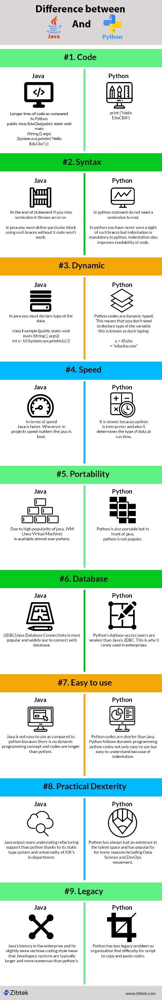 Difference between
Java
And
Python
#1. Code
Java
Longer lines of code as compared
to Python
public class EduCba{public static void
main
(String [] args)
{System.out.println("Hello
EduCba");}}
Python
print ("Hello
EduCBA")
#2. Syntax
Java
At the end of statement if you miss
semicolon it throws an error.
In java you must define particular block
using curli braces without it code won't
work.
Python
In python statment do not need a
semicolon to end.
In python you have never seen a sight
of curli braces but indentation is
mandatory in python. Indentation also
improves readability of code.
#3. Dynamic
Java
In java you must declare type of the
data.
class Example {public static void
main (String [] args){
int x=10;System.out.println(x);}}
Python
Python codes are dynamic typed.
This means that you don't need
to declare type of the variable
this is known as duck typing.
x = 45site
= "educba.com"
#4. Speed
Java
In terms of speed
Java is faster. Whenever in
projects speed matters the java is
best.
Python
It is slower because python
is interpreter and also it
determines the type of data at
run time.
#5. Portability
Java
Due to high popularity of java, JVM
(Java Virtual Machine)
is available almost everywhere.
Python
Python is also portable but in
front of java,
python is not popular.
#6. Database
Java
(JDBC)Java Database Connectivity is most
popular and widely use to connect with
database.
Python
Python's datbase access layers are
weaker than Java's JDBC. This is why it
rarely used in enterprises.
#7. Easy to use
Java
Java is not easy to use as compared to
python because there is no dynamic
programming concept and codes are longer
than python.
Python
Python codes are shorter than java.
Python follows dynamic programming
python codes not only easy to use but
easy to understand because of
indentation.
#8. Practical Dexterity
Java
Java enjoys more undeviating refactoring
support than python thanks to its static
type system and universality of IDE's
in department.
Python
Python has always had an existence in
the talent space and has popularity
for many reasons including Data
Science and DevOps
movement.
#9. Legacy
Java
Java's history in the enterprise and its
slightly more verbose coding style mean
that Java legacy systems are typically
larger and more numerous than python's.
Python
Python has less legacy problem so
organisation find difficulty for script
to copy and paste codes.
Zibtek
www.zibtek.com